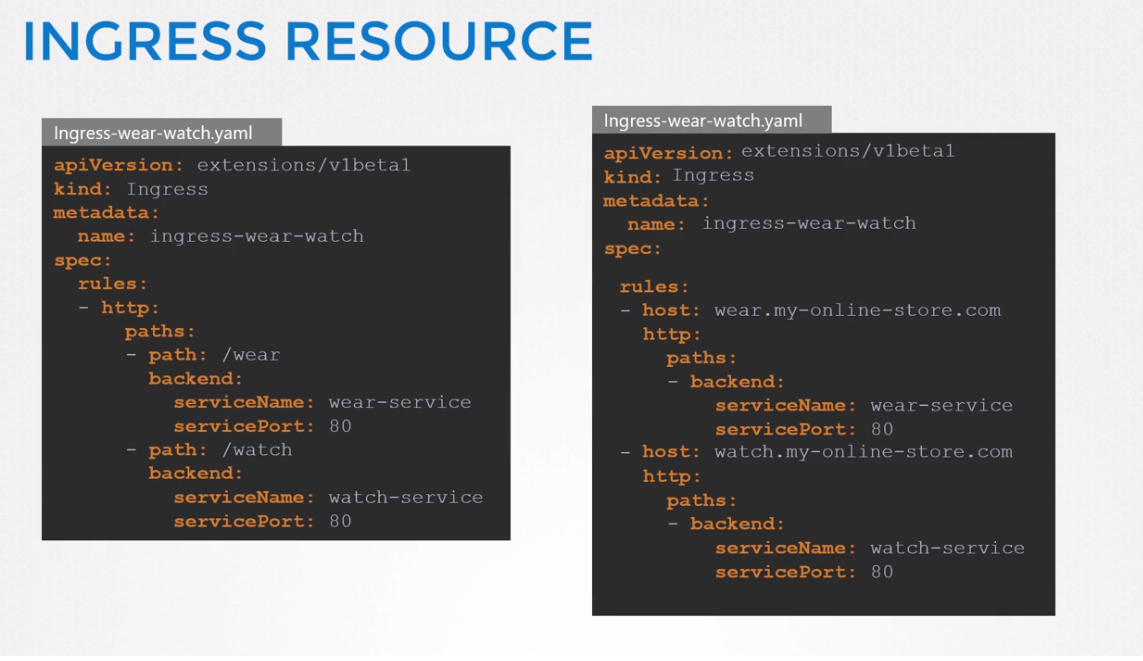 INGRESS RESOURCE
Ingress-wear-watch.yaml
apiVersion: extensions/v1beta1
kind: Ingress
metadata:
  name: ingress-wear-watch
spec:
  rules:
  - http:
      paths:
      - path: /wear
        backend:
          serviceName: wear-service
          servicePort: 80
      - path: /watch
        backend:
          serviceName: watch-service
          servicePort: 80
Ingress-wear-watch.yaml
apiVersion: extensions/v1beta1
kind: Ingress
metadata:
  name: ingress-wear-watch
spec:
  rules:
  - host: wear.my-online-store.com
    http:
      paths:
      - backend:
          serviceName: wear-service
          servicePort: 80
  - host: watch.my-online-store.com
    http:
      paths:
      - backend:
          serviceName: watch-service
          servicePort: 80